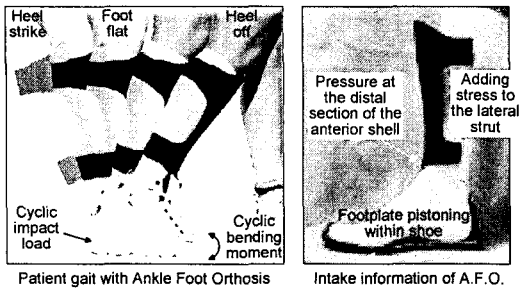 Heel
strike
Foot
flat
Heel
off
Cyclic
impact
load
Cyclic
bending
moment
Patient gait with Ankle Foot Orthosis
Pressure at
the distal
section of the
anterior shell
Adding
stress to
the lateral
strut
Footplate pistoning
within shoe
Intake information of A.F.O.